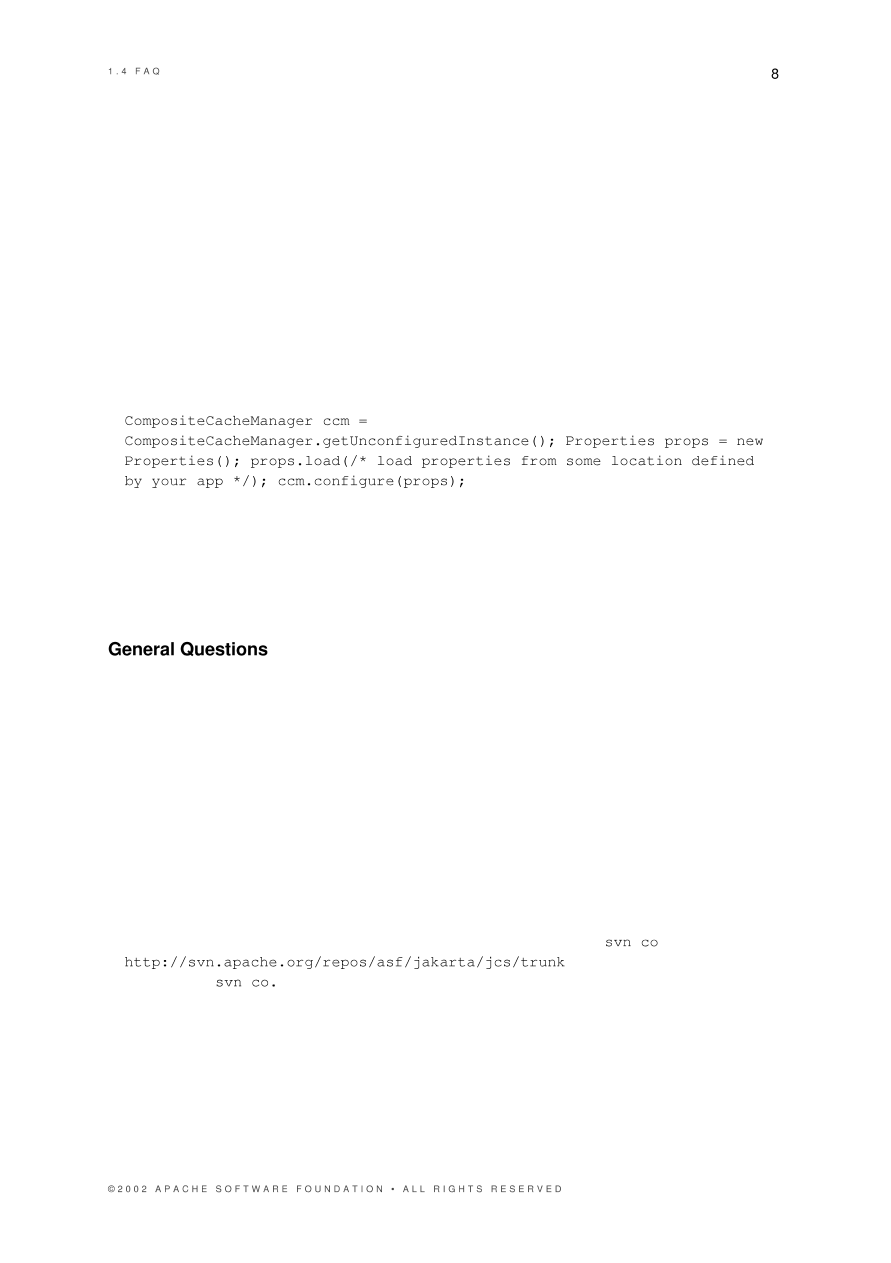 1.4 FAQ
8
CompositeCacheManager ccm =
CompositeCacheManager.getUnconfiguredInstance(); Properties props = new
Properties(); props.load(/* load properties from some location defined
by your app */); ccm.configure(props);
General Questions
svn co
http://svn.apache.org/repos/asf/jakarta/jcs/trunk
svn co.
©2002 APACHE SOFTWARE FOUNDATION • ALL RIGHTS RESERVED